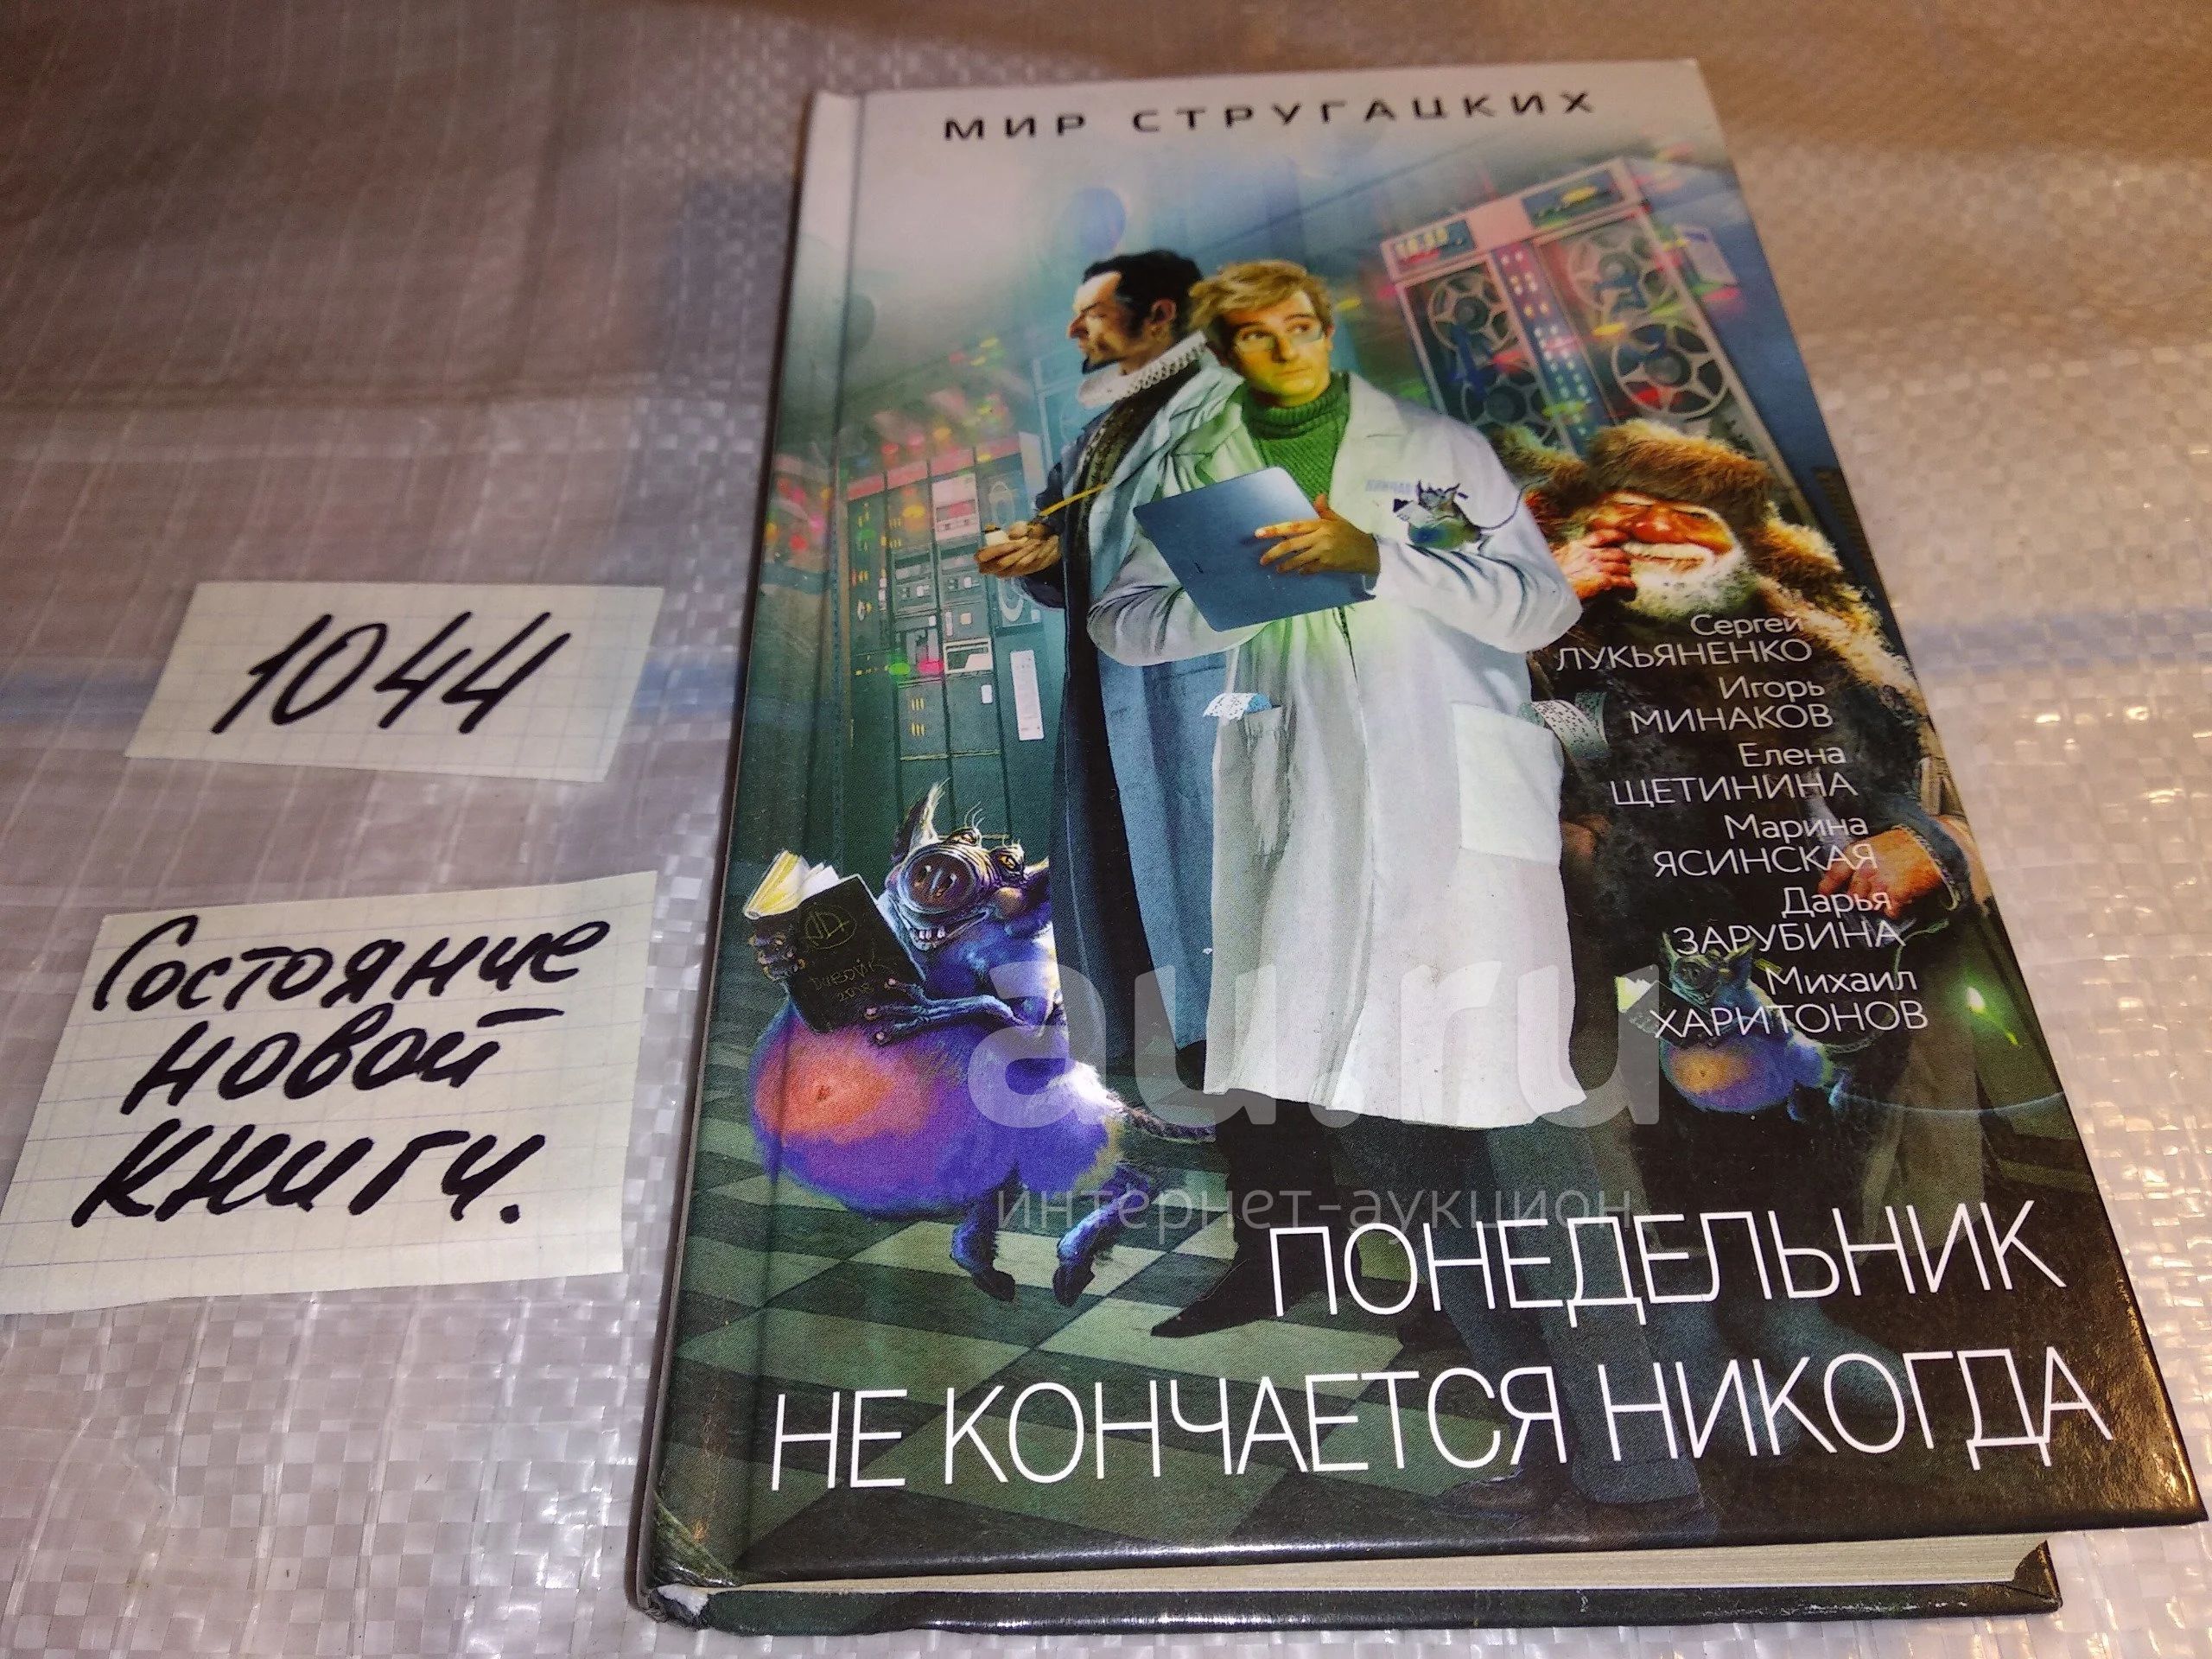 МИР СТРУГАЦКИХ
1044
Состояние
новой
книги.
Сергей
ЛУКЬЯНЕНКО
Игорь
МИНАКОВ
Елена
ЩЕТИНИНА
Марина
ЯСИНСКАЯ
Дарья
ЗАРУБИНА
Михаил
ХАРИТОНОВ
au.ru
интернет-аукцион
ПОНЕДЕЛЬНИК
НЕ КОНЧАЕТСЯ НИКОГДА